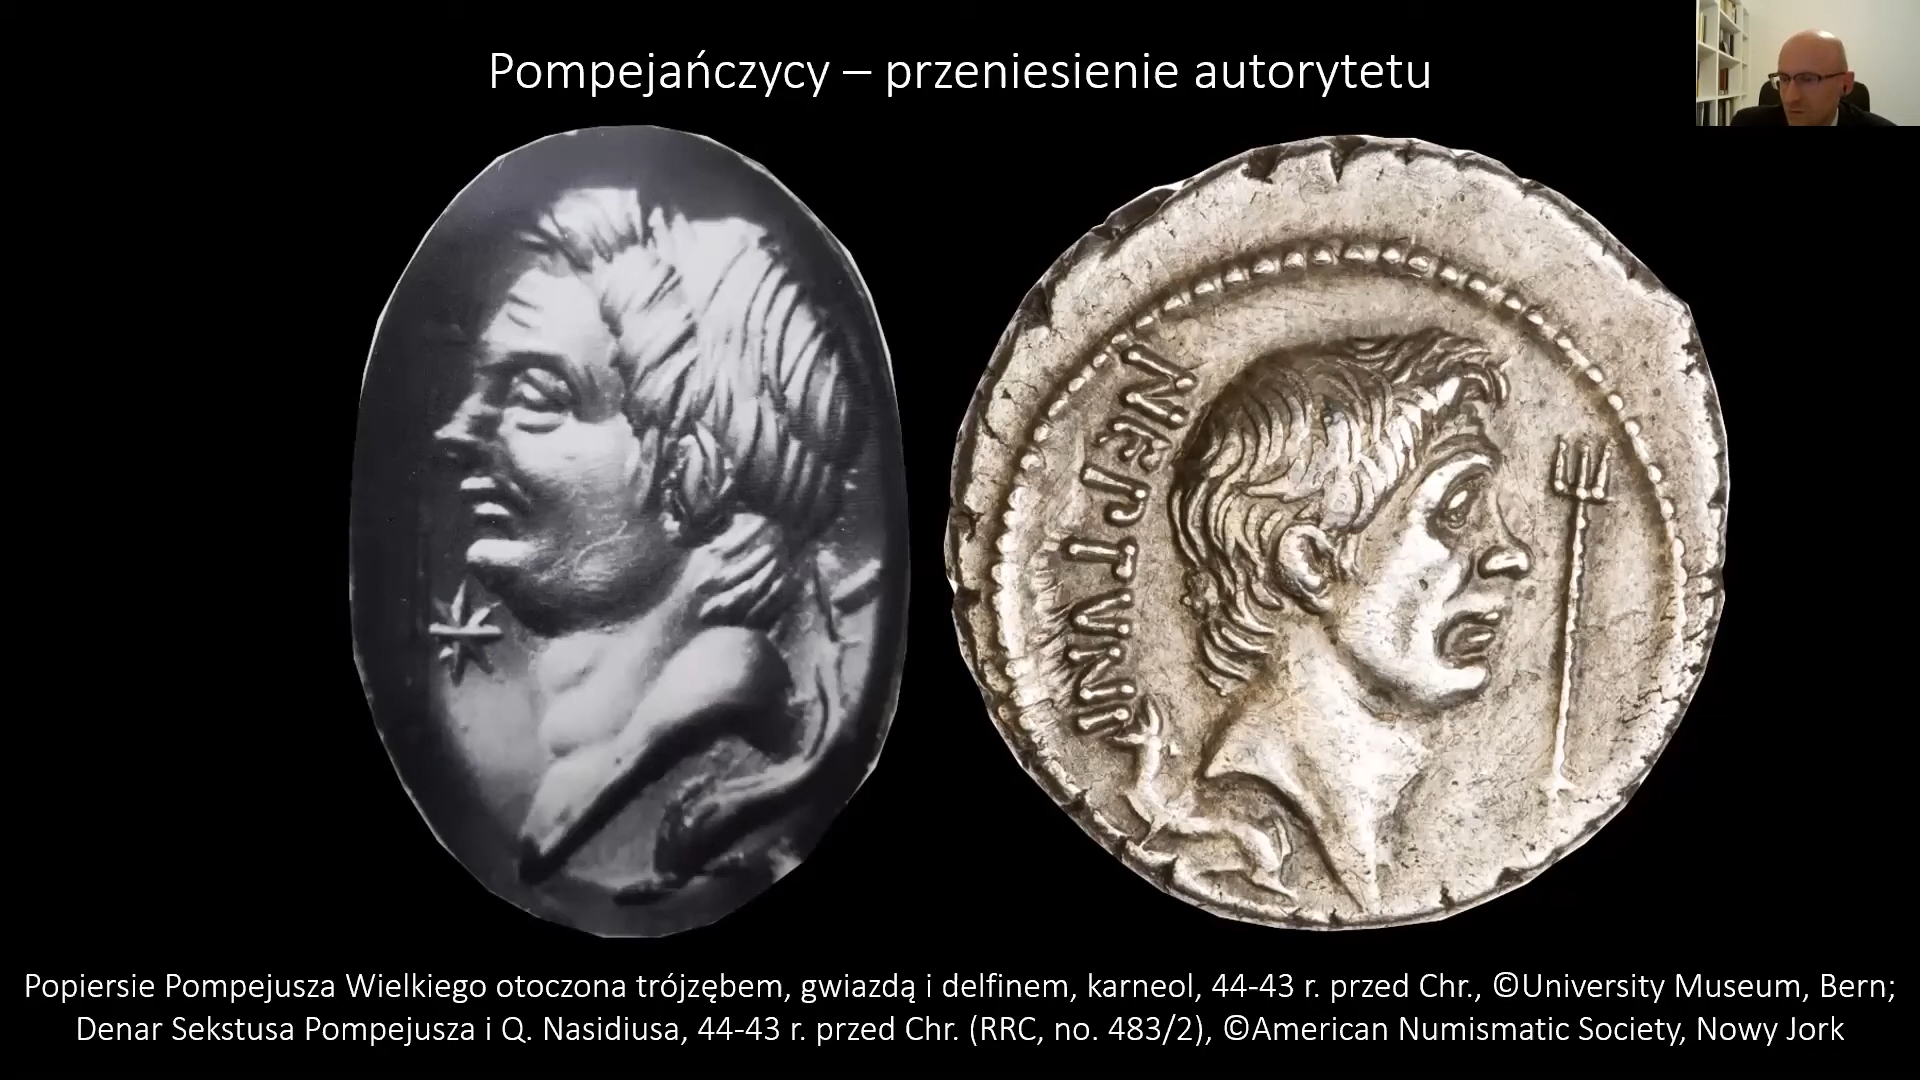 Pompejańczycy – przeniesienie autorytetu
NEPTVNI
Popiersie Pompejusza Wielkiego otoczona trójzębem, gwiazdą i delfinem, karneol, 44-43 r. przed Chr., ©University Museum, Bern;
Denar Sekstusa Pompejusza i Q. Nasidiusa, 44-43 r. przed Chr. (RRC, no. 483/2), ©American Numismatic Society, Nowy Jork